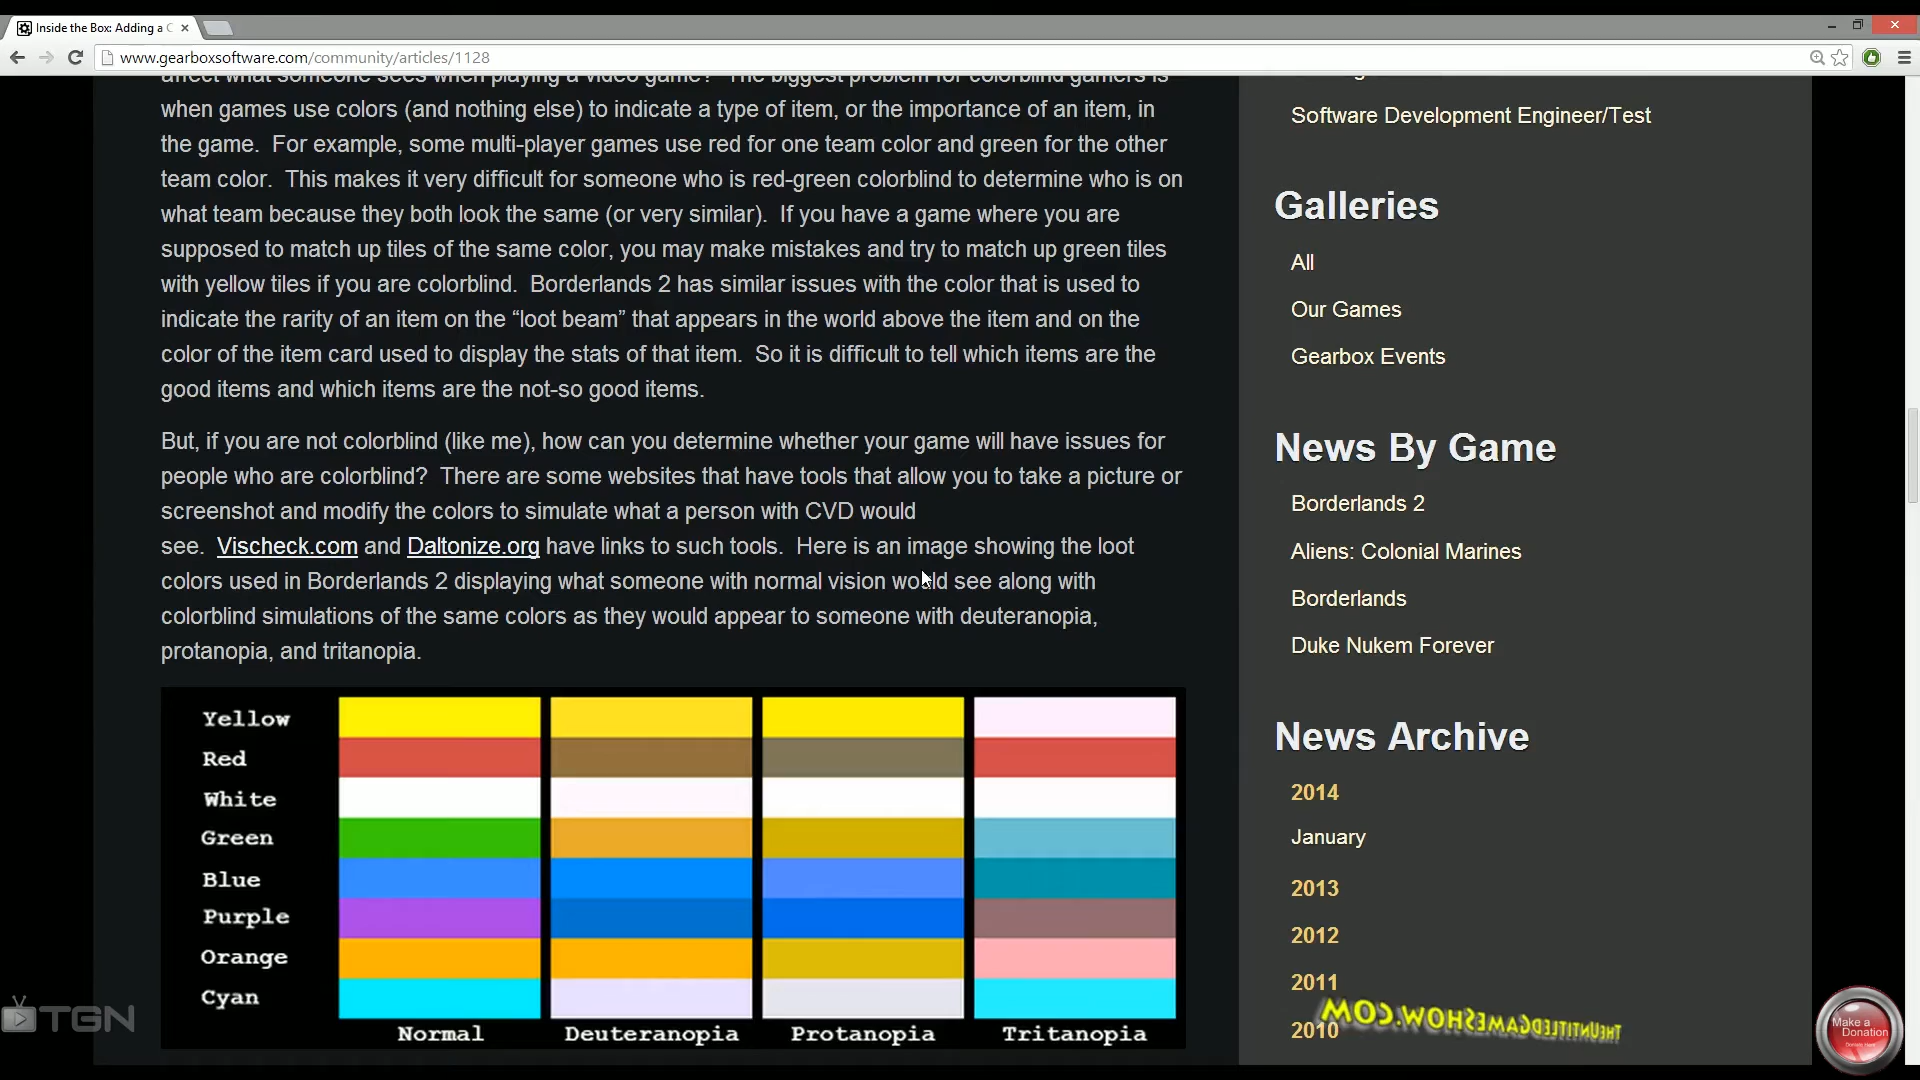 Inside the Box: Adding a C
www.gearboxsoftware.com/community/articles/1128
affect what someone sees when playing a video game?  The biggest problem for colorblind gamers is
when games use colors (and nothing else) to indicate a type of item, or the importance of an item, in
the game.  For example, some multi-player games use red for one team color and green for the other
team color.  This makes it very difficult for someone who is red-green colorblind to determine who is on
what team because they both look the same (or very similar).  If you have a game where you are
supposed to match up tiles of the same color, you may make mistakes and try to match up green tiles
with yellow tiles if you are colorblind.  Borderlands 2 has similar issues with the color that is used to
indicate the rarity of an item on the “loot beam” that appears in the world above the item and on the
color of the item card used to display the stats of that item.  So it is difficult to tell which items are the
good items and which items are the not-so good items.
But, if you are not colorblind (like me), how can you determine whether your game will have issues for
people who are colorblind?  There are some websites that have tools that allow you to take a picture or
screenshot and modify the colors to simulate what a person with CVD would
see.  Vischeck.com and Daltonize.org have links to such tools.  Here is an image showing the loot
colors used in Borderlands 2 displaying what someone with normal vision would see along with
colorblind simulations of the same colors as they would appear to someone with deuteranopia,
protanopia, and tritanopia.
Yellow
Red
White
Green
Blue
Purple
Orange
Cyan
Normal Deuteranopia Protanopia Tritanopia
Software Development Engineer/Test
Galleries
All
Our Games
Gearbox Events
News By Game
Borderlands 2
Aliens: Colonial Marines
Borderlands
Duke Nukem Forever
News Archive
2014
January
2013
2012
2011
2010
TGN
THEUNTITLEDGAMESHOW.COM
Make a
Donation